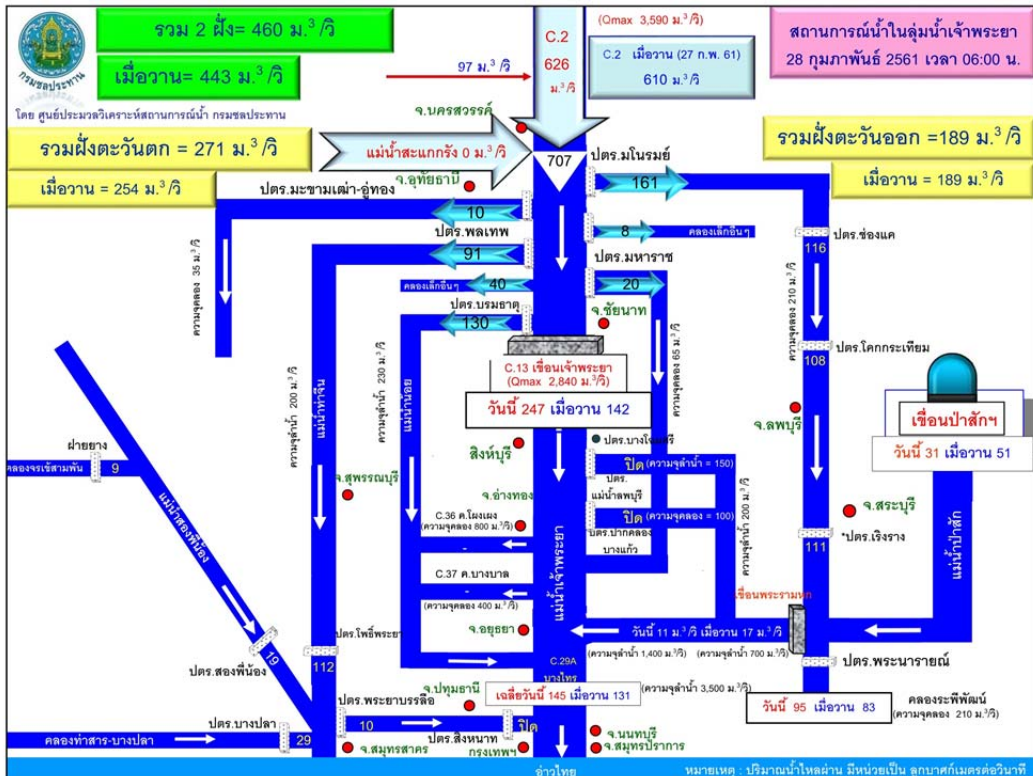 รวม 2 ฝั่ง= 460 ม.³/วิ
เมื่อวาน= 443 ม.³/วิ
กรมชลประทาน
โดย ศูนย์ประมวลวิเคราะห์สถานการณ์น้ำ กรมชลประทาน
(Qmax 3,590 ม.³/วิ)
C.2
626
ม.³/วิ
97 ม.³/วิ
C.2 เมื่อวาน (27 ก.พ. 61)
610 ม.³/วิ
สถานการณ์น้ำในลุ่มน้ำเจ้าพระยา
28 กุมภาพันธ์ 2561 เวลา 06:00 น.
จ.นครสวรรค์
รวมฝั่งตะวันตก = 271 ม.³/วิ
เมื่อวาน = 254 ม.³/วิ
แม่น้ำสะแกกรัง 0 ม.³/วิ
707
ปตร.มโนรมย์
รวมฝั่งตะวันออก =189 ม.³/วิ
เมื่อวาน = 189 ม.³/วิ
จ.อุทัยธานี
ปตร.มะขามเฒ่า-อู่ทอง
161
10
8
คลองเล็กอื่นๆ
ปตร.ช่องแค
116
ปตร.พลเทพ
91
ปตร.มหาราช
คลองเล็กอื่นๆ
40
20
ปตร.บรมธาตุ
130
จ.ชัยนาท
ความจุคลอง 35 ม.³/วิ
ความจุคลอง 210 ม.³/วิ
ความจุคลอง 65 ม.³/วิ
ความจุลำน้ำ 200 ม.³/วิ
ความจุลำน้ำ 230 ม.³/วิ
แม่น้ำท่าจีน
แม่น้ำน้อย
C.13 เขื่อนเจ้าพระยา
(Qmax 2,840 ม.³/วิ)
วันนี้ 247 เมื่อวาน 142
ปตร.โคกกระเทียม
108
เขื่อนป่าสักฯ
วันนี้ 31 เมื่อวาน 51
จ.ลพบุรี
ฝายยาง
คลองจรเข้สามพัน
9
สิงห์บุรี
ปิด (ความจุลำน้ำ = 150)
ปตร.
แม่น้ำลพบุรี
จ.สุพรรณบุรี
จ.อ่างทอง
C.36 ค.โผงเผง
(ความจุคลอง 800 ม.³/วิ)
-
ปิด (ความจุคลอง = 100)
ปตร.ปากคลอง
บางแก้ว
ความจุลำน้ำ 200 ม.³/วิ
จ.สระบุรี
111
*ปตร.เริงราง
แม่น้ำป่าสัก
แม่น้ำสองพี่น้อง
C.37 ค.บางบาล
-
(ความจุคลอง 400 ม.³/วิ)
แม่น้ำเจ้าพระยา
เขื่อนพระรามหก
วันนี้ 11 ม.³/วิ เมื่อวาน 17 ม.³/วิ
(ความจุลำน้ำ 1,400 ม.³/วิ) (ความจุลำน้ำ 700 ม.³/วิ)
จ.อยุธยา
ปตร.โพธิ์พระยา
112
19
ปตร.สองพี่น้อง
C.29A
บางไทร
ปตร.พระนารายณ์
จ.ปทุมธานี
เฉลี่ยวันนี้ 145 เมื่อวาน 131
(ความจุลำน้ำ 3,500 ม.³/วิ)
วันนี้ 95 เมื่อวาน 83
คลองระพีพัฒน์
(ความจุคลอง 210 ม.³/วิ)
ปตร.พระยาบรรลือ
ปตร.บางปลา
10
ปิด
คลองท่าสาร-บางปลา
29
ปตร.สิงหนาท
จ.นนทบุรี
จ.สมุทรสาคร
กรุงเทพฯ
จ.สมุทรปราการ
อ่าวไทย
หมายเหตุ : ปริมาณน้ำไหลผ่าน มีหน่วยเป็น ลูกบาศก์เมตรต่อวินาที